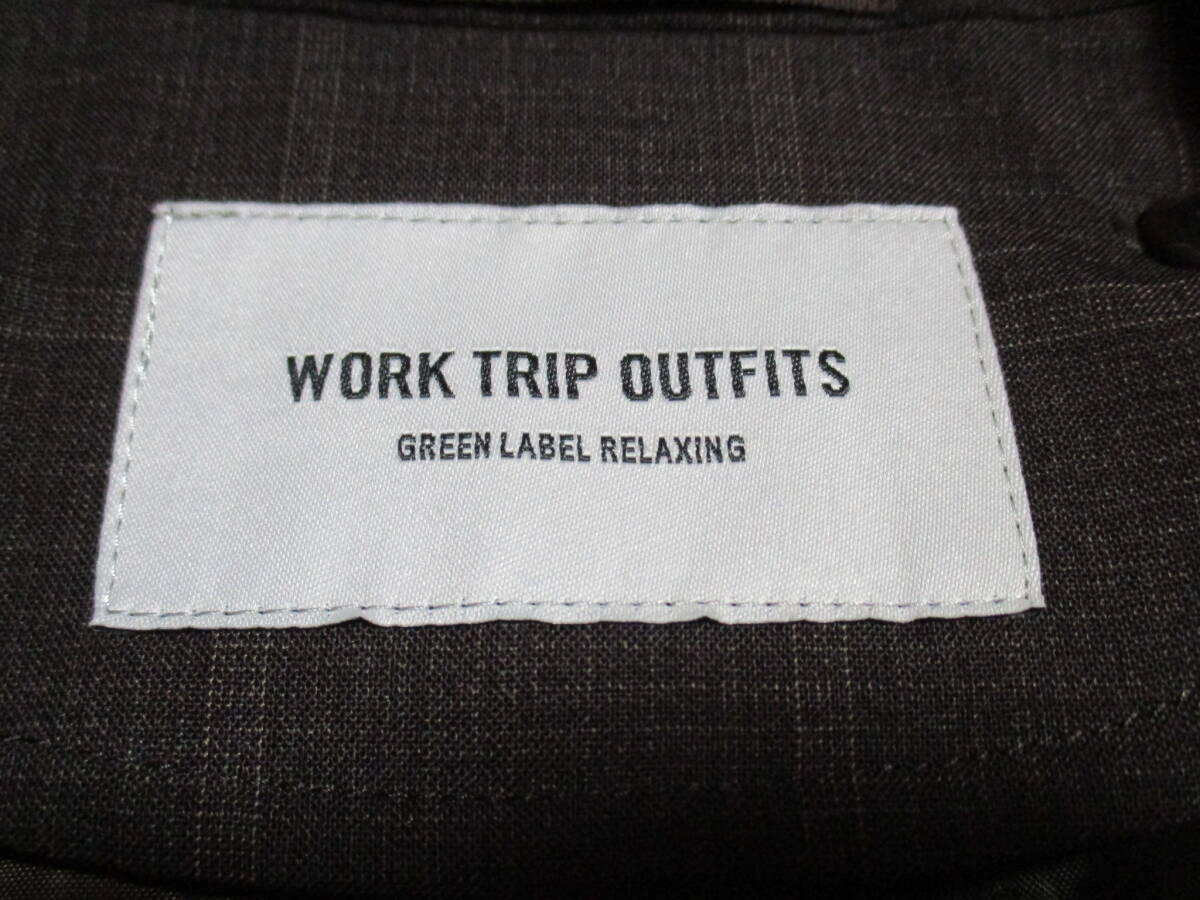 WORK TRIP OUTFITS
GREEN LABEL RELAXING